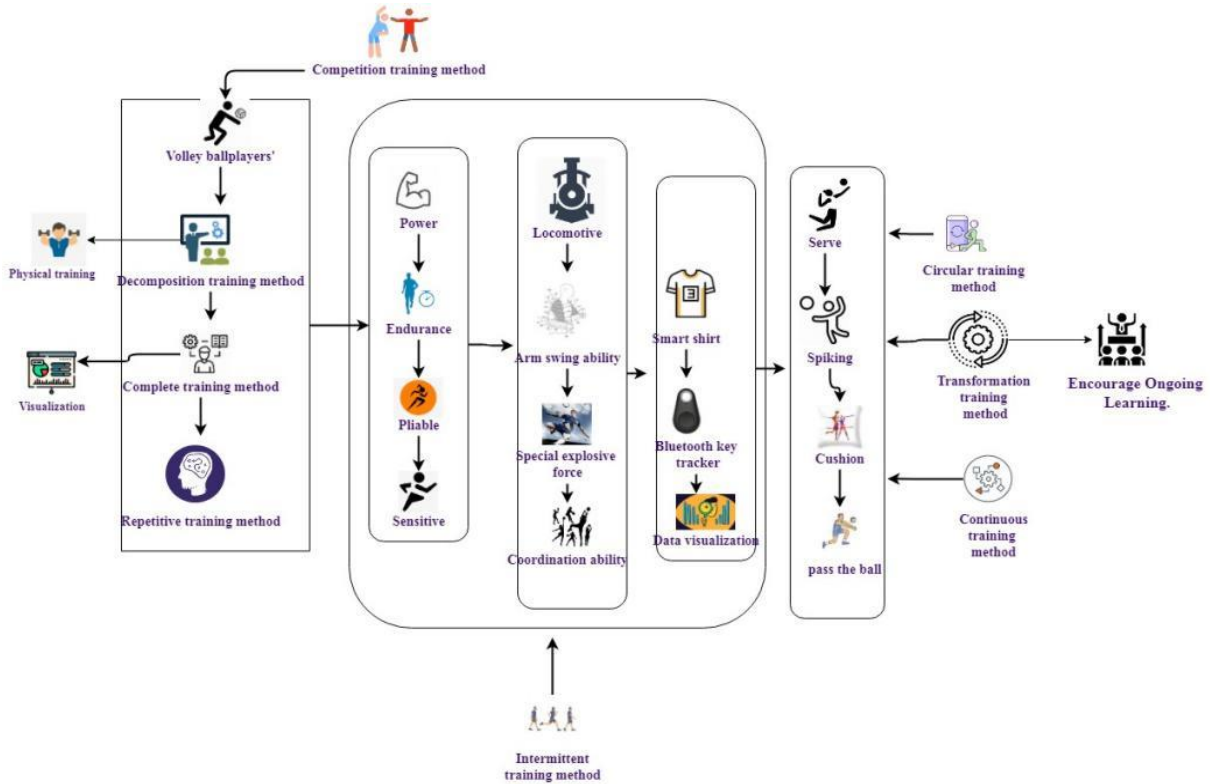 Competition training method
Volley ballplayers'
Physical training
Decomposition training method
Visualization
Complete training method
Repetitive training method
Power
Endurance
Pliable
Sensitive
Locomotive
Arm swing ability
Special explosive
force
Coordination ability
3
Smart shirt
Bluetooth key
tracker
Data visualization
Serve
Spiking
Cushion
pass the ball
Circular training
method
Transformation
training
method
Continuous
training
method
Encourage Ongoing
Learning.
Intermittent
training method